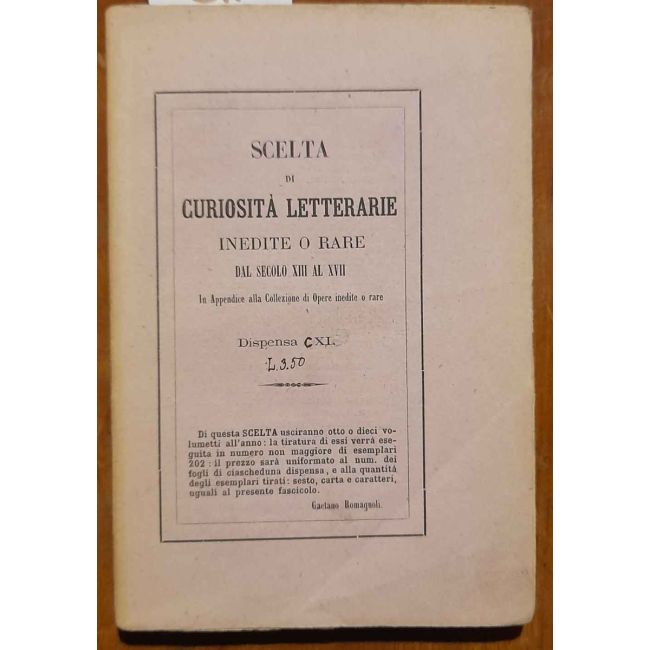 SCELTA
DI
CURIOSITÀ LETTERARIE
INEDITE O RARE
DAL SECOLO XIII AL XVII
In Appendice alla Collezione di Opere inedite o rare
Dispensa CXI.
L. 3.50
Di questa SCELTA usciranno otto o dieci vo-
lumetti all'anno: la tiratura di essi verrà ese-
guita in numero non maggiore di esemplari
202: il prezzo sarà uniformato al num. dei
fogli di ciascheduna dispensa, e alla quantità
degli esemplari tirati: sesto, carta e caratteri,
uguali al presente fascicolo.
Gaetano Romagnoli.